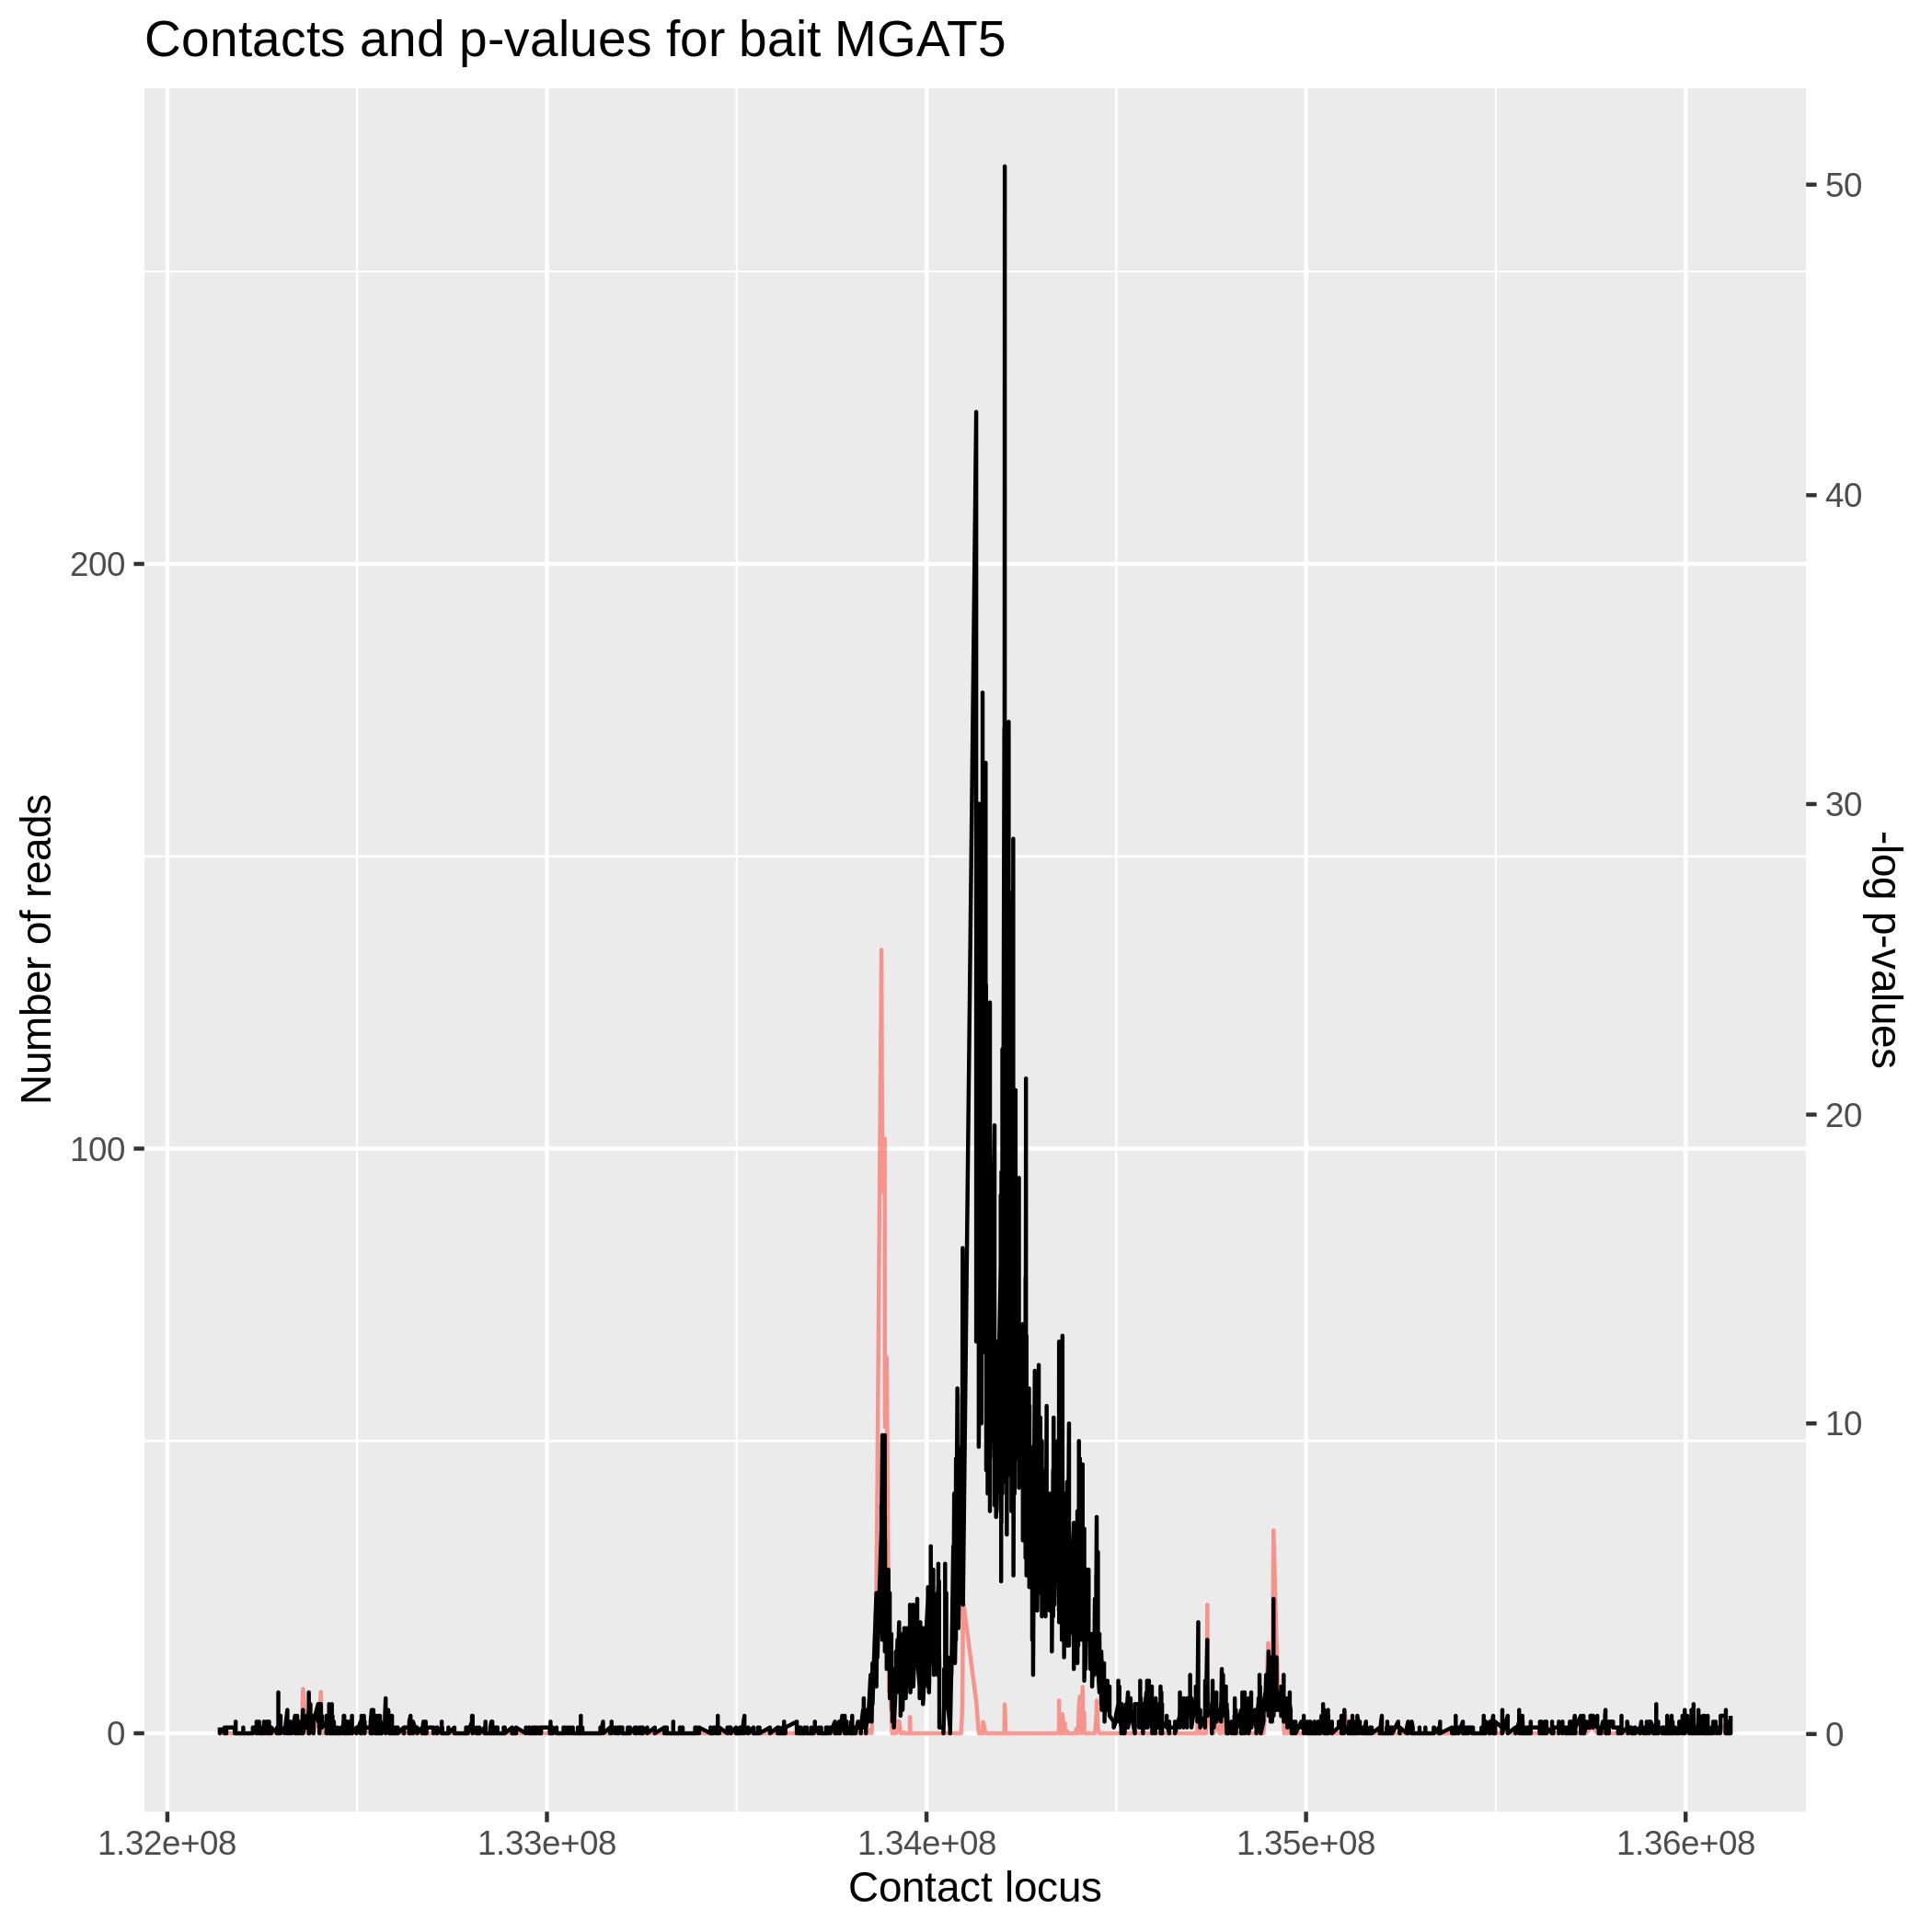 Contacts and p-values for bait MGAT5
Number of reads
200
100
0
50
40
30
20
10
0
-log p-values
1.32e+08 1.33e+08 1.34e+08 1.35e+08 1.36e+08
Contact locus